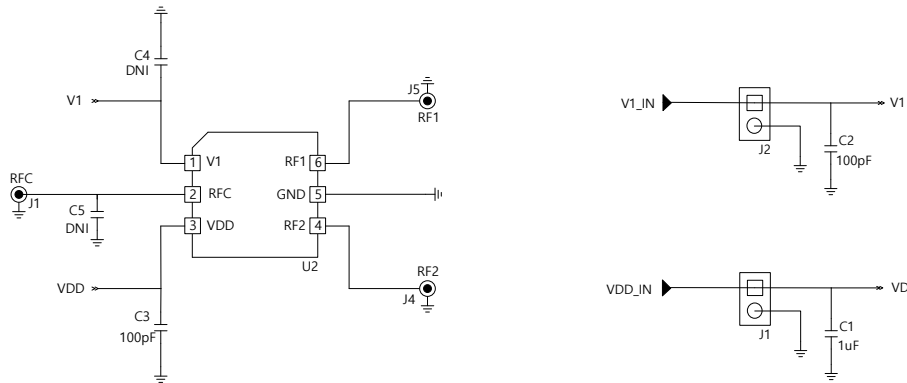 C4
DNI
V1
J5
RF1
1 V1
RF1 6
RFC
J1
2 RFC
GND 5
C5
DNI
3 VDD
RF2 4
U2
VDD
RF2
J4
C3
100pF
V1_IN
V1
J2
C2
100pF
VDD_IN
VD
J1
C1
1uF